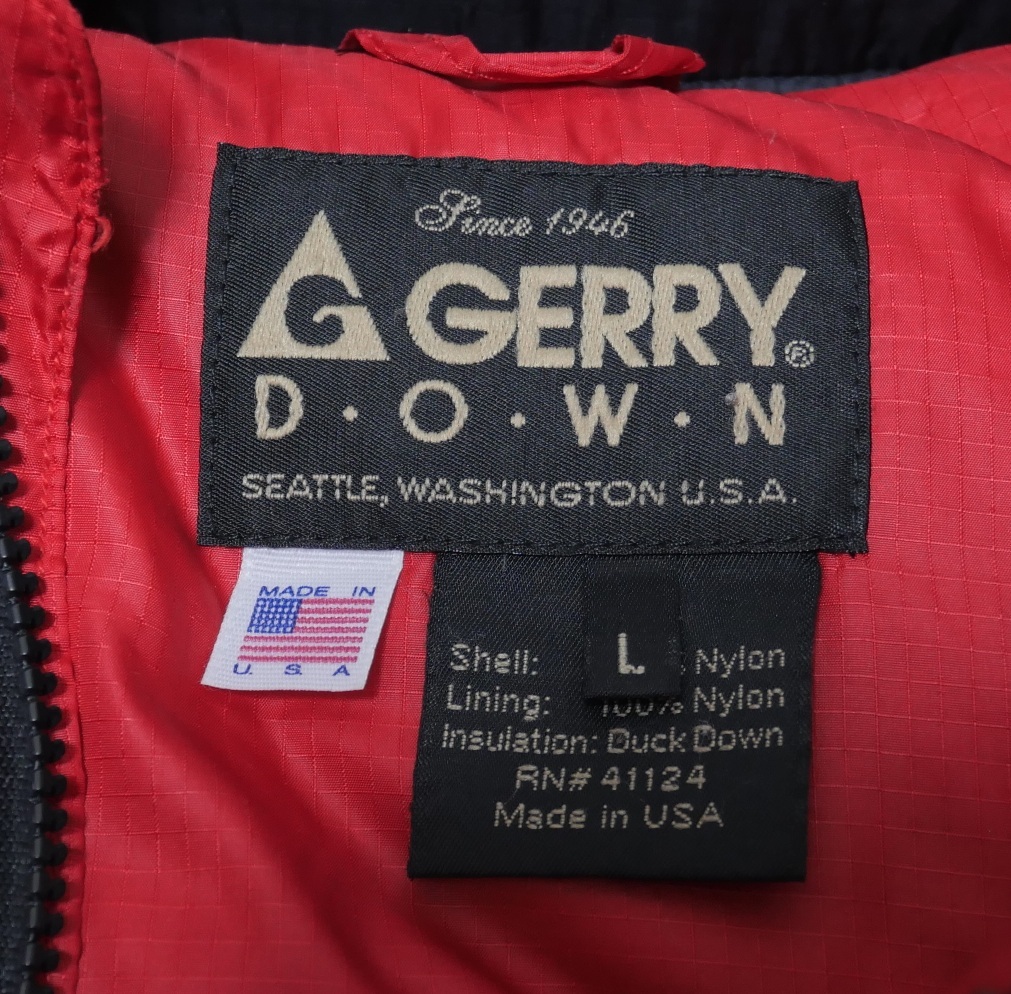 Since 1946
G GERRY®
D·O·W·N
SEATTLE, WASHINGTON U.S.A.
MADE IN
U. S. A
L
Shell: Nylon
Lining: 100% Nylon
Insulation: Duck Down
RN# 41124
Made in USA